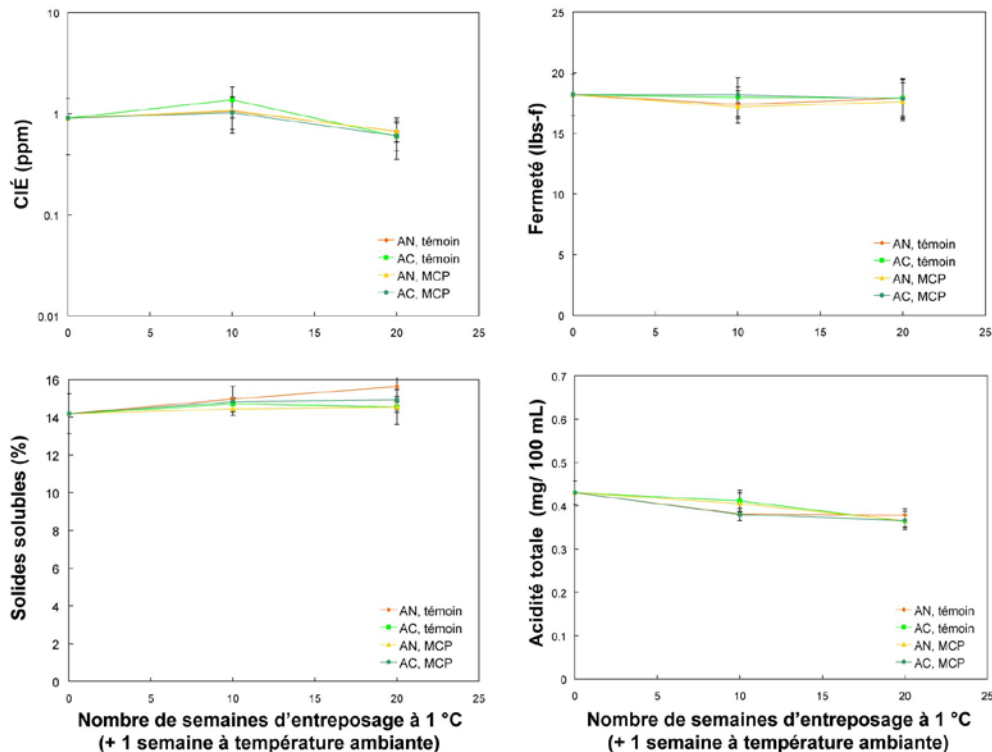 10
1
0.1
0.01
CIÉ (ppm)
AN, témoin
AC, témoin
AN, MCP
AC, MCP
0 5 10 15 20 25
25
20
15
10
5
0
Fermeté (lbs-f)
AN, témoin
AC, témoin
AN, MCP
AC, MCP
0 5 10 15 20 25
16
14
12
10
8
6
4
2
0
Solides solubles (%)
AN, témoin
AC, témoin
AN, MCP
AC, MCP
0 5 10 15 20 25
Nombre de semaines d’entreposage à 1 °C
(+ 1 semaine à température ambiante)
0.7
0.6
0.5
0.4
0.3
0.2
0.1
0
Acidité totale (mg/ 100 mL)
AN, témoin
AC, témoin
AN, MCP
AC, MCP
0 5 10 15 20 25
Nombre de semaines d’entreposage à 1 °C
(+ 1 semaine à température ambiante)